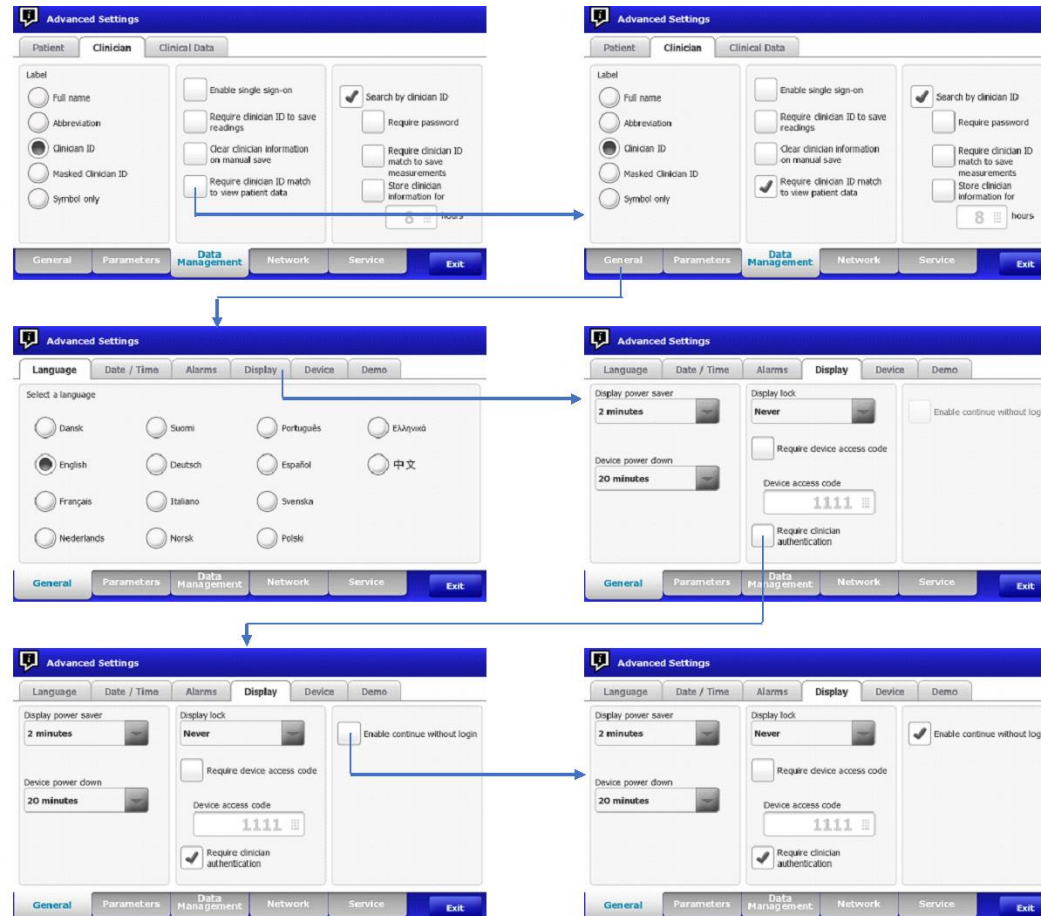 Advanced Settings
Patient Clinician Clinical Data
Label
Full name
Abbreviation
Clinician ID
Masked Clinician ID
Symbol only
Enable single sign-on
Require clinician ID to save
readings
Clear clinician information
on manual save
Require clinician ID match
to view patient data
Search by clinician ID
Require password
Require clinician ID
match to save
measurements
Store clinician
information for
8 hours
General Parameters Data Management Network Service Exit
Advanced Settings
Patient Clinician Clinical Data
Label
Full name
Abbreviation
Clinician ID
Masked Clinician ID
Symbol only
Enable single sign-on
Require clinician ID to save
readings
Clear clinician information
on manual save
Require clinician ID match
to view patient data
Search by clinician ID
Require password
Require clinician ID
match to save
measurements
Store clinician
information for
8 hours
General Parameters Data Management Network Service Exit
Advanced Settings
Language Date / Time Alarms Display Device Demo
Select a language
Dansk Suomi Português Ελληνικά
English Deutsch Español 中文
Français Italiano Svenska
Nederlands Norsk Polski
General Parameters Data Management Network Service Exit
Advanced Settings
Language Date / Time Alarms Display Device Demo
Display power saver
2 minutes
Device power down
20 minutes
Display lock
Never
Require device access code
Device access code
1111
Require clinician
authentication
Enable continue without log
General Parameters Data Management Network Service Exit
Advanced Settings
Language Date / Time Alarms Display Device Demo
Display power saver
2 minutes
Device power down
20 minutes
Display lock
Never
Require device access code
Device access code
1111
Require clinician
authentication
Enable continue without login
General Parameters Data Management Network Service Exit
Advanced Settings
Language Date / Time Alarms Display Device Demo
Display power saver
2 minutes
Device power down
20 minutes
Display lock
Never
Require device access code
Device access code
1111
Require clinician
authentication
Enable continue without log
General Parameters Data Management Network Service Exit